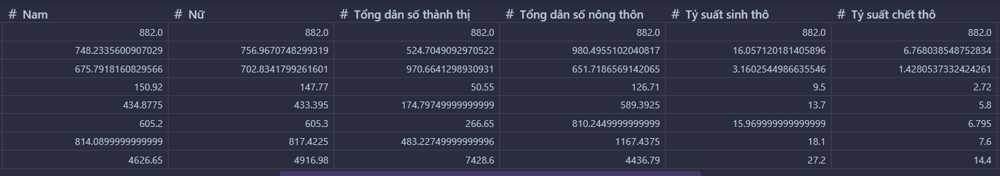 # Nam # Nữ # Tổng dân số thành thị # Tổng dân số nông thôn # Tỷ suất sinh thô # Tỷ suất chết thô
882.0 882.0 882.0 882.0 882.0 882.0
748.2335600907029 756.9670748299319 524.7049092970522 980.4955102040817 16.057120181405896 6.768038548752834
675.7918160829566 702.8341799261601 970.6641298930931 651.7186569142065 3.1602544986635546 1.4280537332424261
150.92 147.77 50.55 126.71 9.5 2.72
434.8775 433.395 174.79749999999999 589.3925 13.7 5.8
605.2 605.3 266.65 810.2449999999999 15.969999999999999 6.795
814.0899999999999 817.4225 483.22749999999996 1167.4375 18.1 7.6
4626.65 4916.98 7428.6 4436.79 27.2 14.4